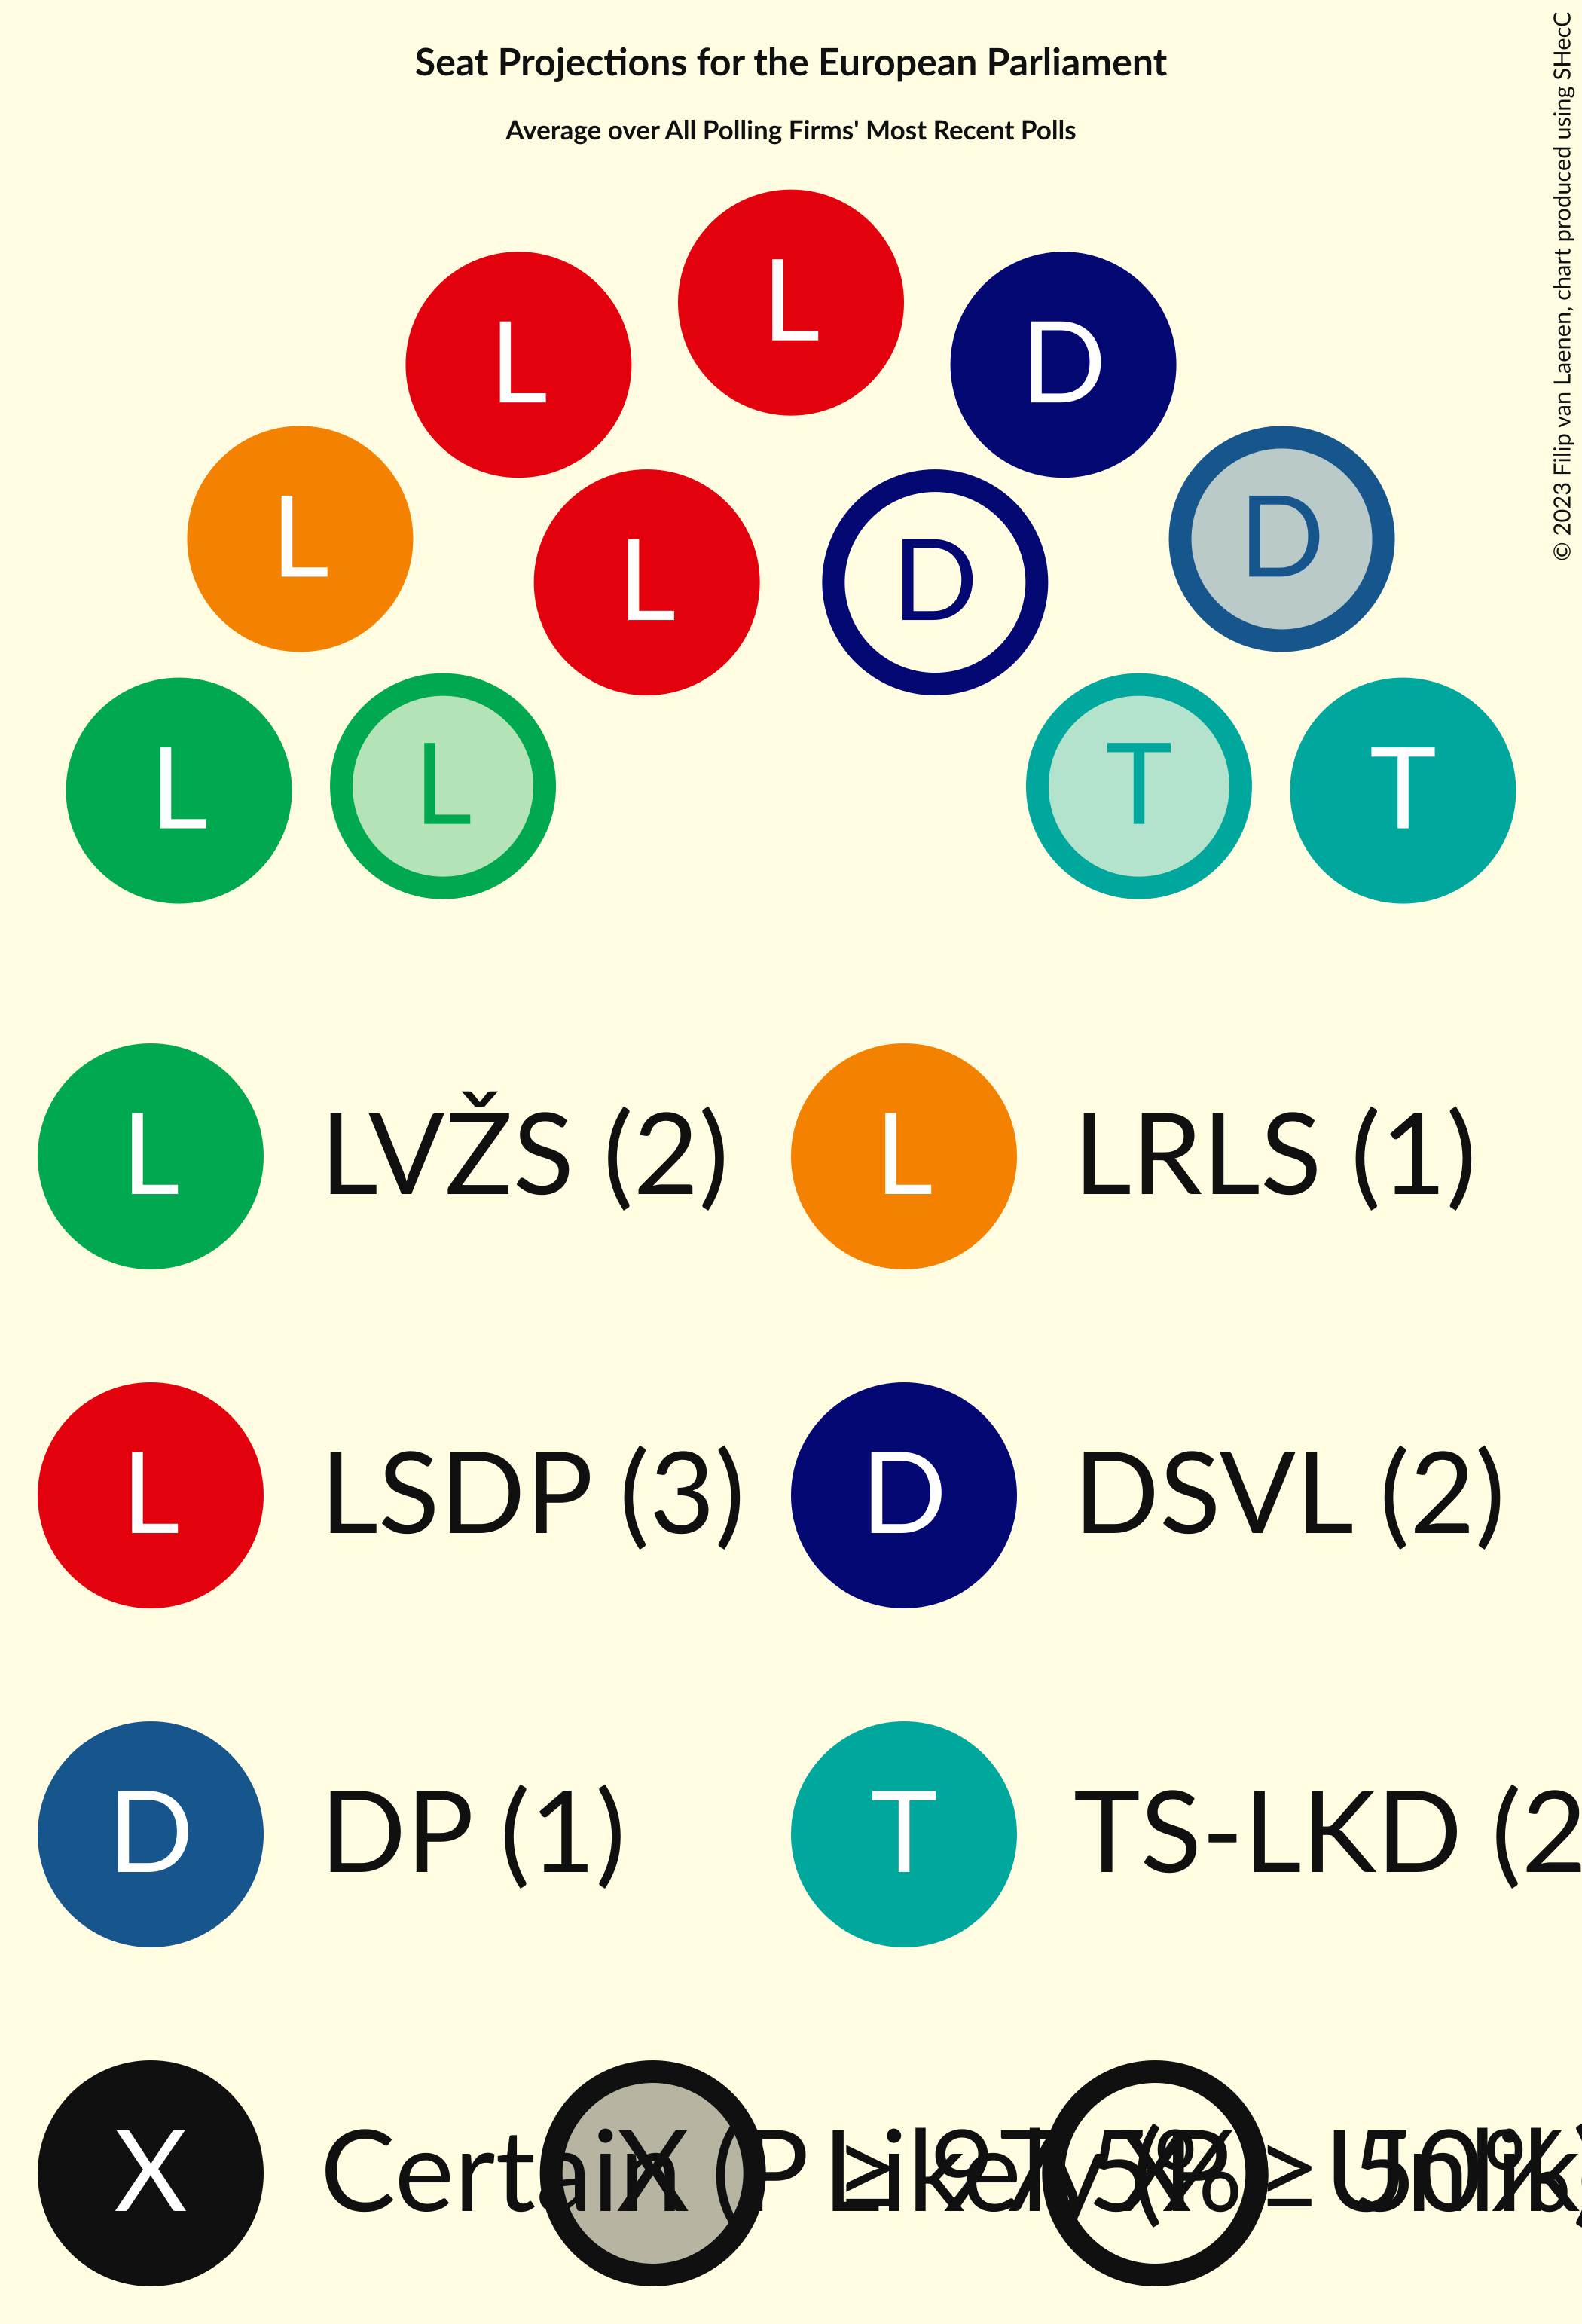 Seat Projections for the European Parliament
Average over All Polling Firms' Most Recent Polls
© 2023 Filip van Laenen, chart produced using SHecC
L
L D
L D
L D
L L T T
L LVŽS (2) L LRLS (1)
L LSDP (3) D DSVL (2)
D DP (1) T TS-LKD (2
X Certain (P ≥ 97.5%) X Likely (P ≥ 50%) X